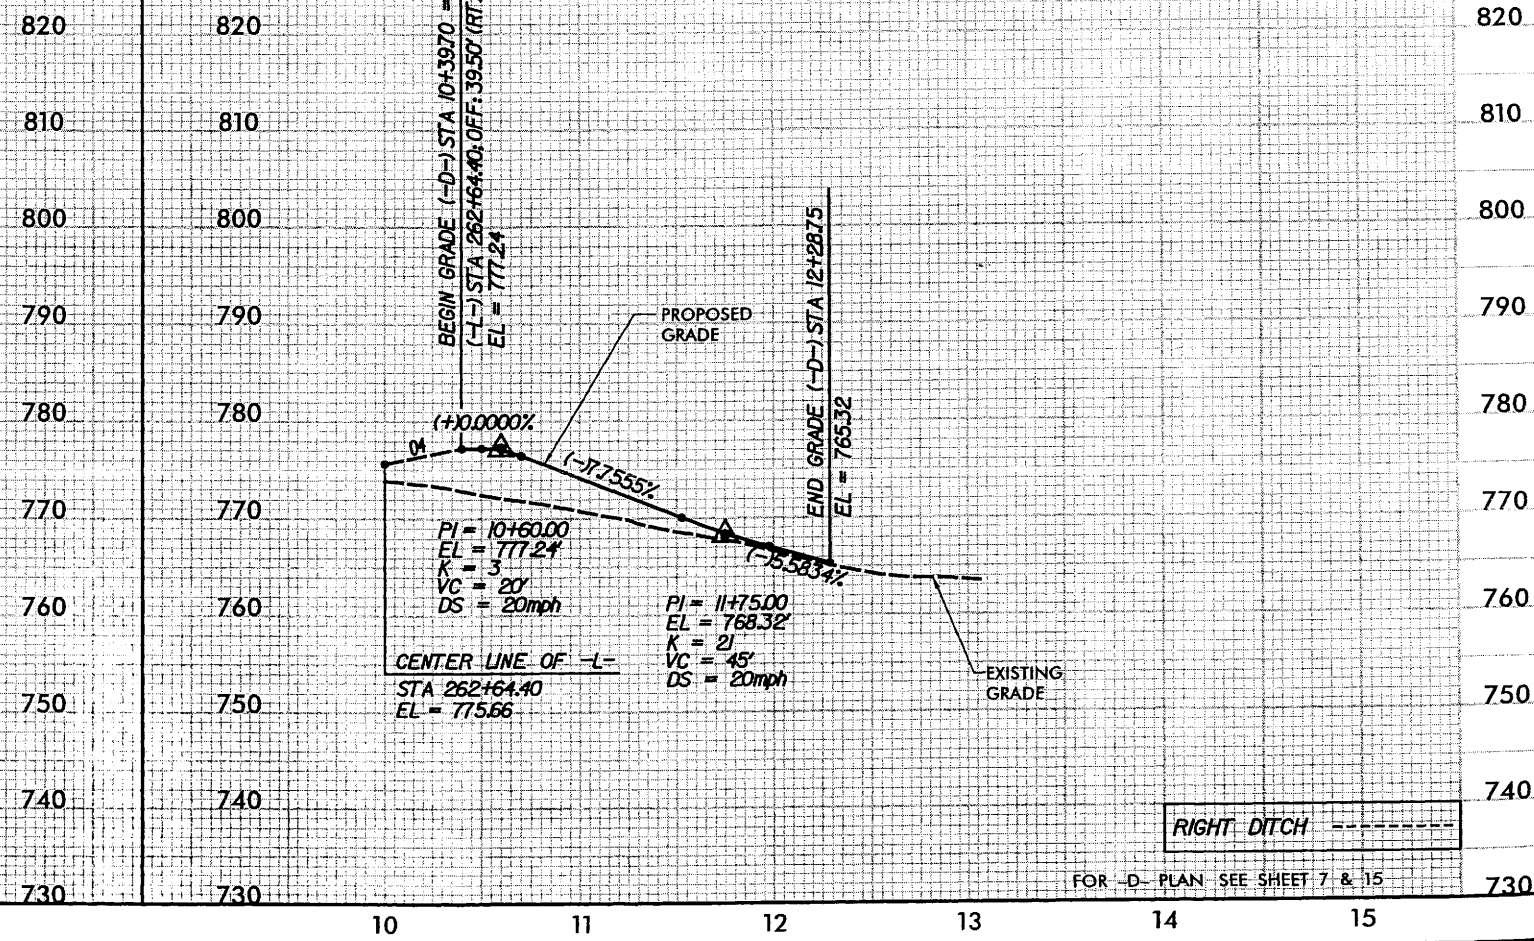 820 820 820
810 810 810
800 800 800
790 790 790
780 780 780
770 770 770
760 760 760
750 750 750
740 740 740
730 730 730
BEGIN GRADE (-D-) STA 10+39.70 =
(-L-) STA 262+64.40; OFF: 39.50' (RT.
EL = 777.24
PROPOSED
GRADE
END GRADE (-D-) STA 12+28.75
EL = 765.32
(+)0.0000%
.04
(-)7.7555%
(-)5.5834%
PI = 10+60.00
EL = 777.24'
K = 3
VC = 20'
DS = 20mph
PI = 11+75.00
EL = 768.32'
K = 21
VC = 45'
DS = 20mph
CENTER LINE OF -L-
STA 262+64.40
EL = 775.66
EXISTING
GRADE
RIGHT DITCH
FOR -D- PLAN SEE SHEET 7 & 15
10 11 12 13 14 15